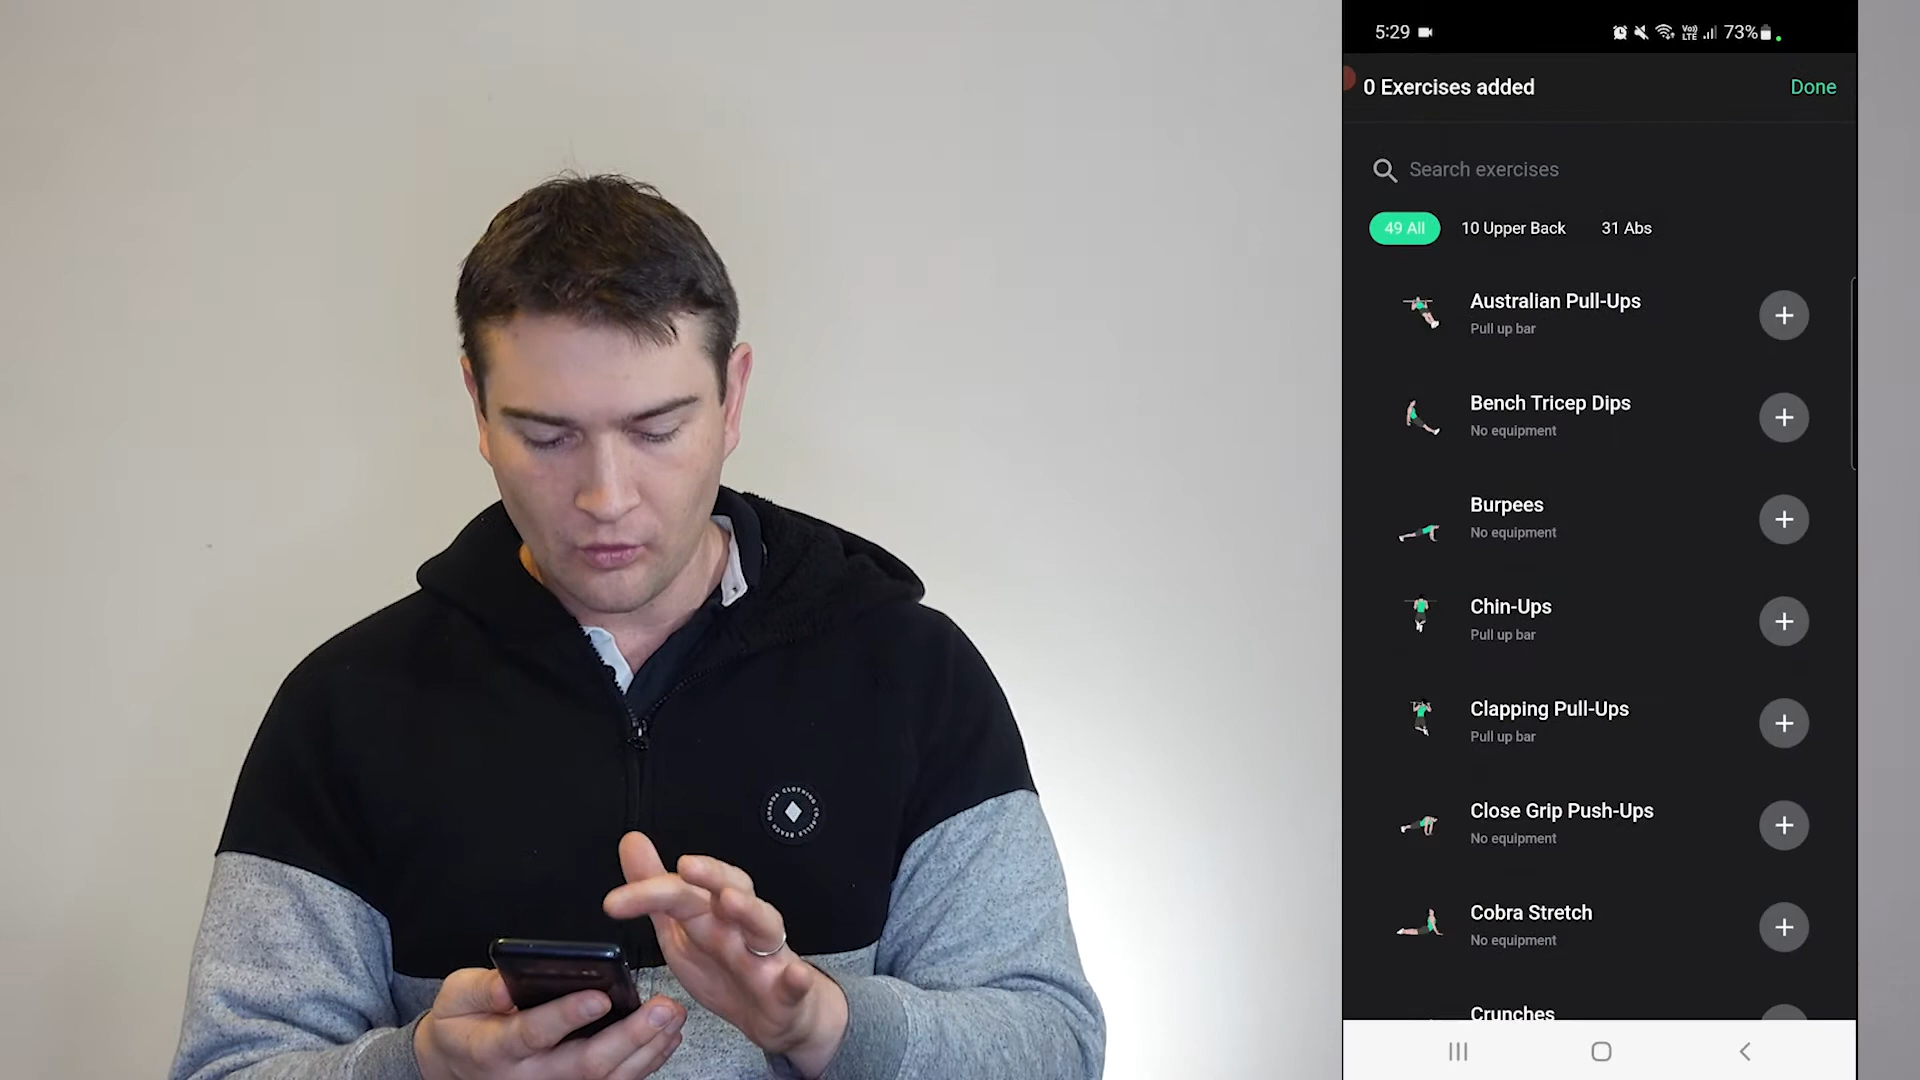 5:29
Vo)) LTE 73%
0 Exercises added
Done
Search exercises
49 All
10 Upper Back
31 Abs
Australian Pull-Ups
Pull up bar
Bench Tricep Dips
No equipment
Burpees
No equipment
Chin-Ups
Pull up bar
Clapping Pull-Ups
Pull up bar
Close Grip Push-Ups
No equipment
Cobra Stretch
No equipment
Crunches